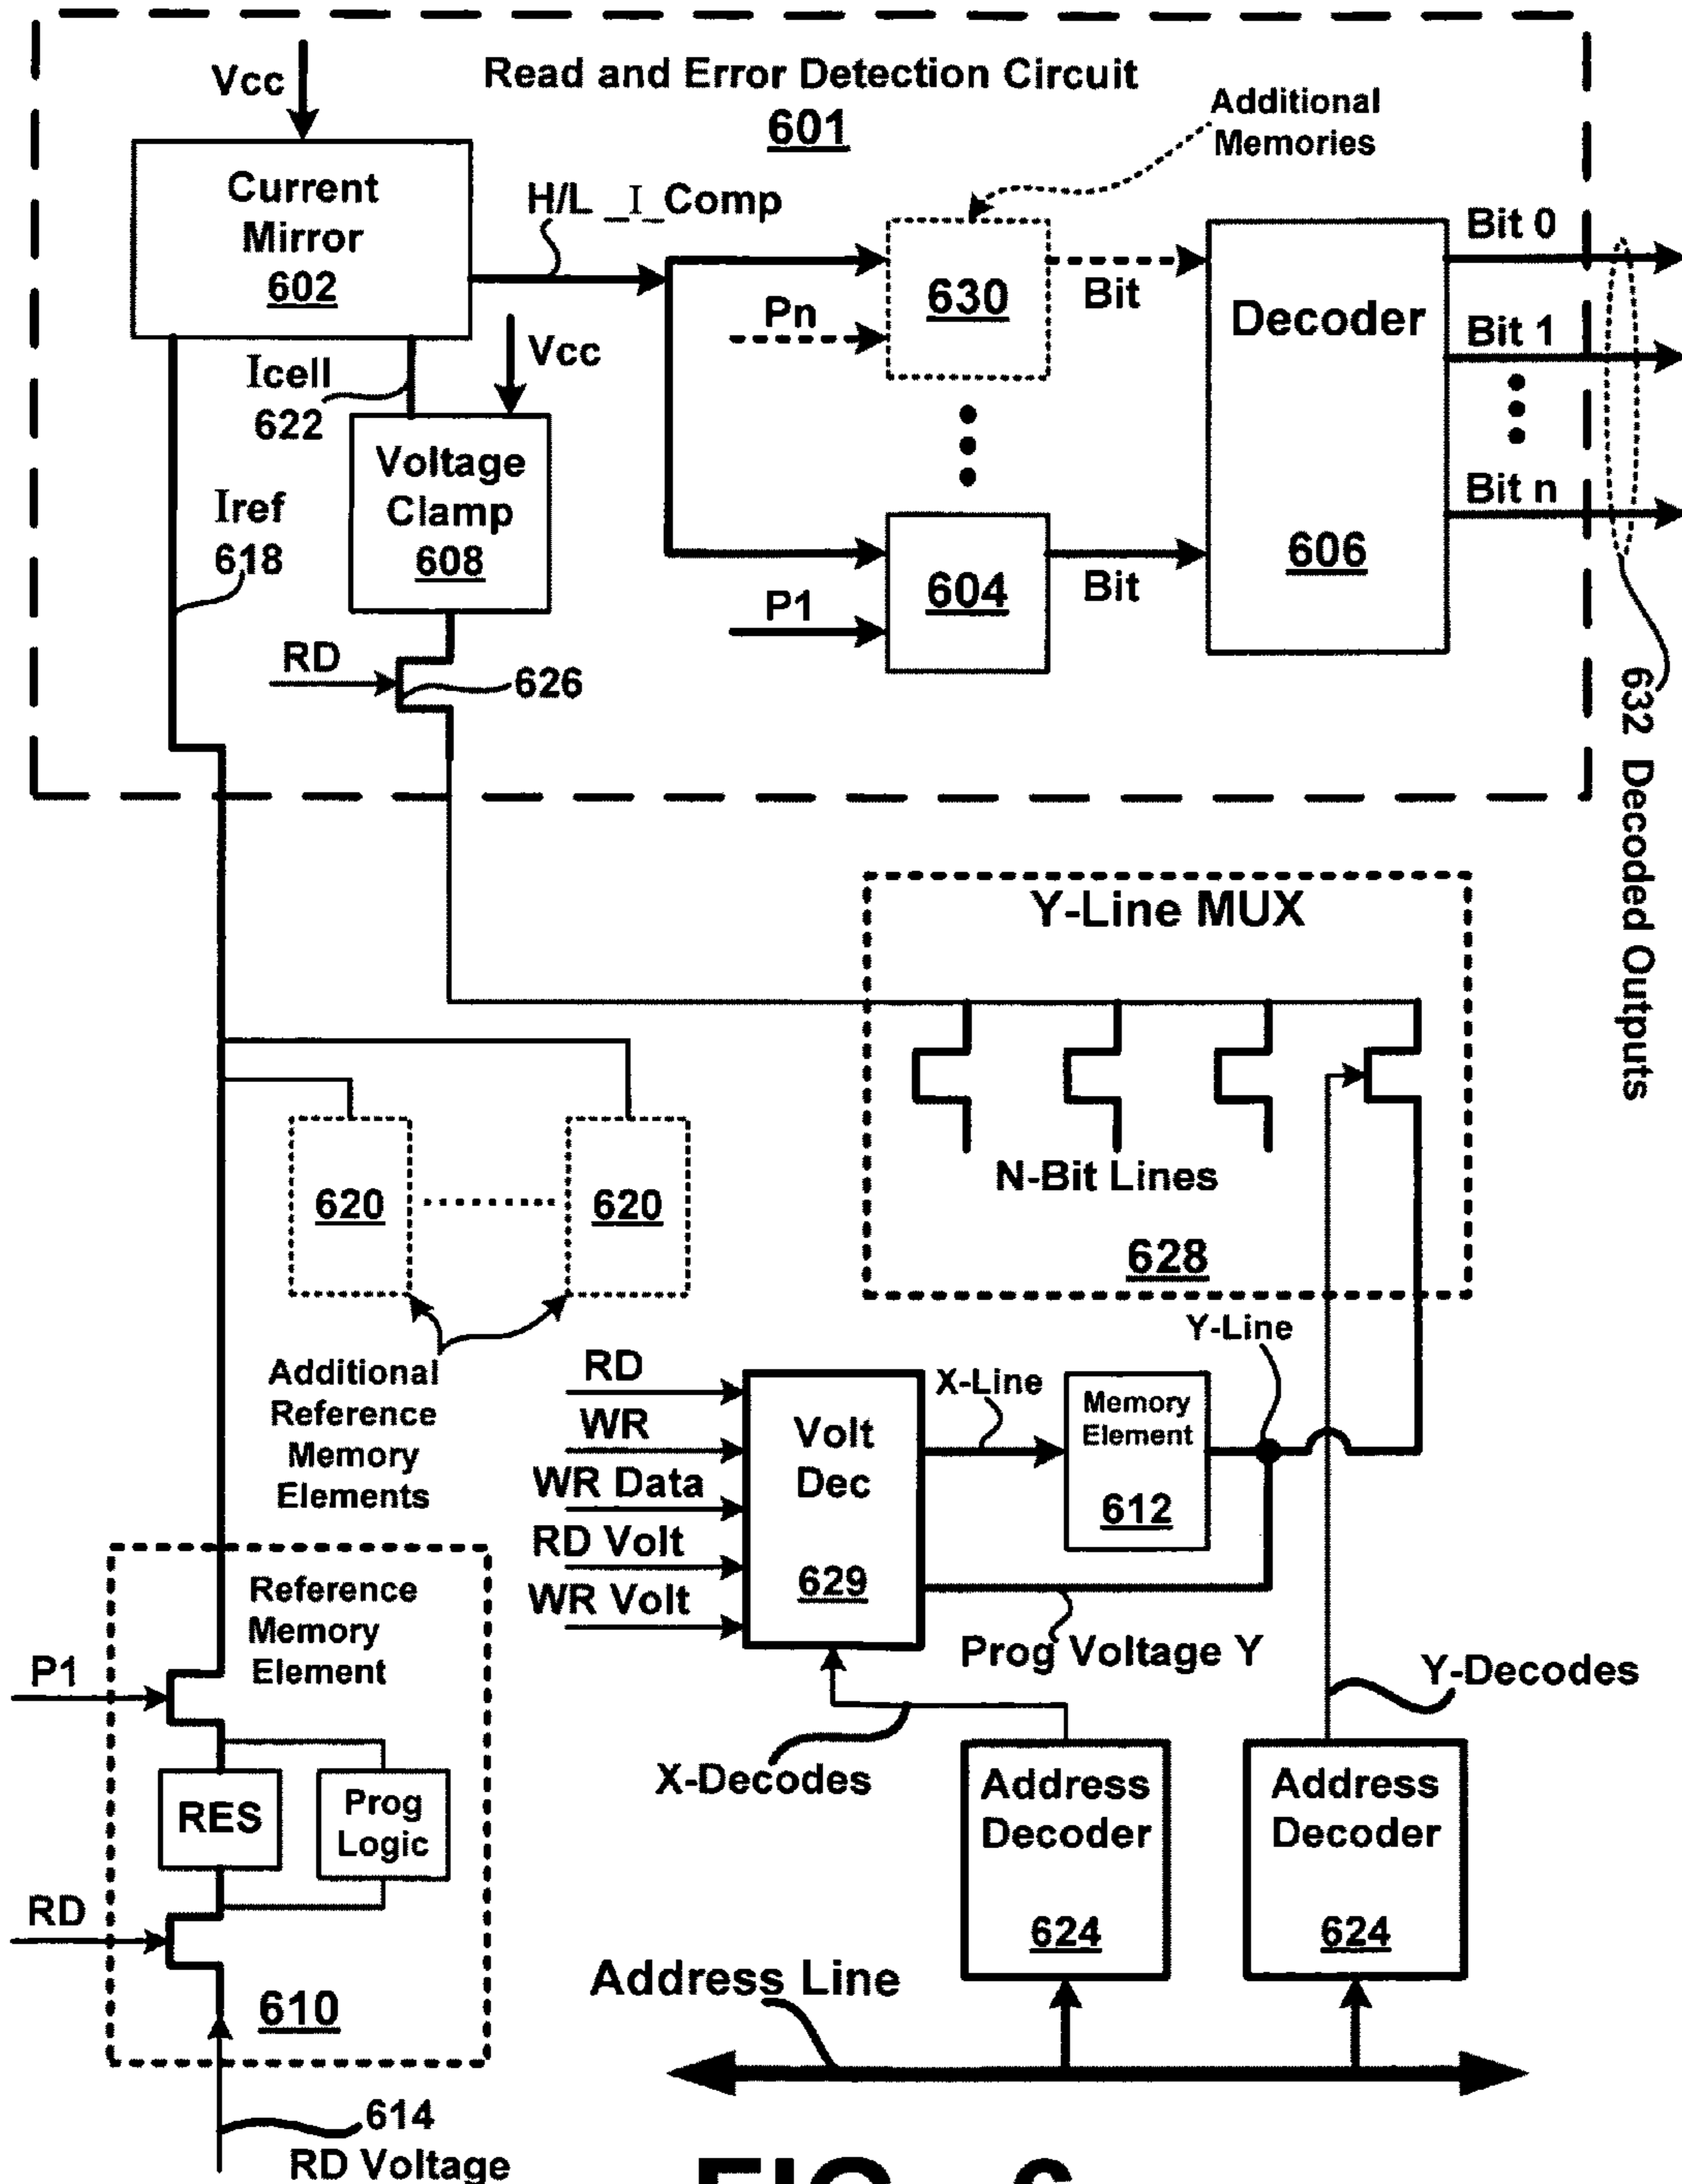 Vcc
Read and Error Detection Circuit
601
Additional
Memories
Current
Mirror
602
H/L _I_Comp
Vcc
Icell
622
Voltage
Clamp
608
Iref
618
RD
626
Pn
630
Bit
P1
604
Bit
Decoder
606
Bit 0
Bit 1
Bit n
632 Decoded Outputs
Y-Line MUX
N-Bit Lines
628
620
620
Additional
Reference
Memory
Elements
RD
WR
WR Data
RD Volt
WR Volt
Volt
Dec
629
X-Line
Memory
Element
612
Y-Line
Prog Voltage Y
X-Decodes
Y-Decodes
Address
Decoder
624
Address
Decoder
624
Address Line
Reference
Memory
Element
P1
RES
Prog
Logic
RD
610
614
RD Voltage